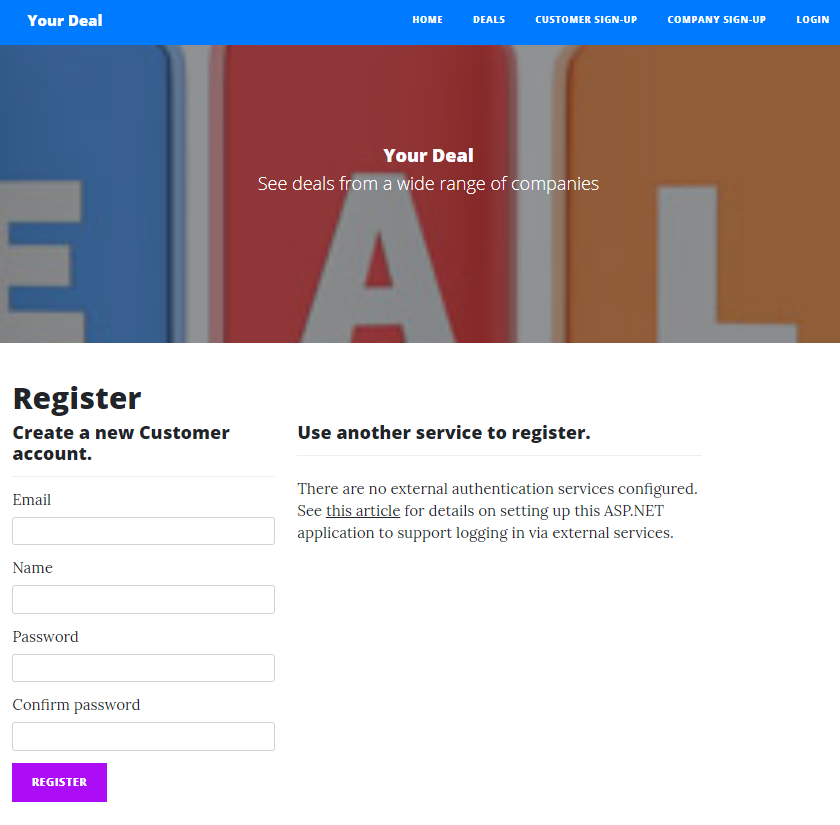 Your Deal
HOME DEALS CUSTOMER SIGN-UP COMPANY SIGN-UP LOGIN
E A L
Your Deal
See deals from a wide range of companies
Register
Create a new Customer
account.
Email
Name
Password
Confirm password
REGISTER
Use another service to register.
There are no external authentication services configured.
See this article for details on setting up this ASP.NET
application to support logging in via external services.